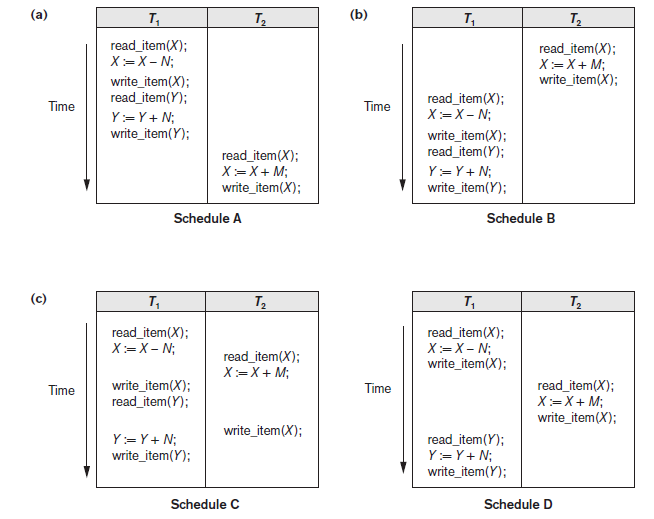 (a)
T1 T2
read_item(X);
X := X – N;
write_item(X);
read_item(Y);
Time
Y := Y + N;
write_item(Y);
read_item(X);
X := X + M;
write_item(X);
Schedule A
(b)
T1 T2
read_item(X);
X := X + M;
write_item(X);
Time
read_item(X);
X := X – N;
write_item(X);
read_item(Y);
Y := Y + N;
write_item(Y);
Schedule B
(c)
T1 T2
read_item(X);
X := X – N;
read_item(X);
X := X + M;
Time
write_item(X);
read_item(Y);
write_item(X);
Y := Y + N;
write_item(Y);
Schedule C
T1 T2
read_item(X);
X := X – N;
write_item(X);
Time
read_item(X);
X := X + M;
write_item(X);
read_item(Y);
Y := Y + N;
write_item(Y);
Schedule D